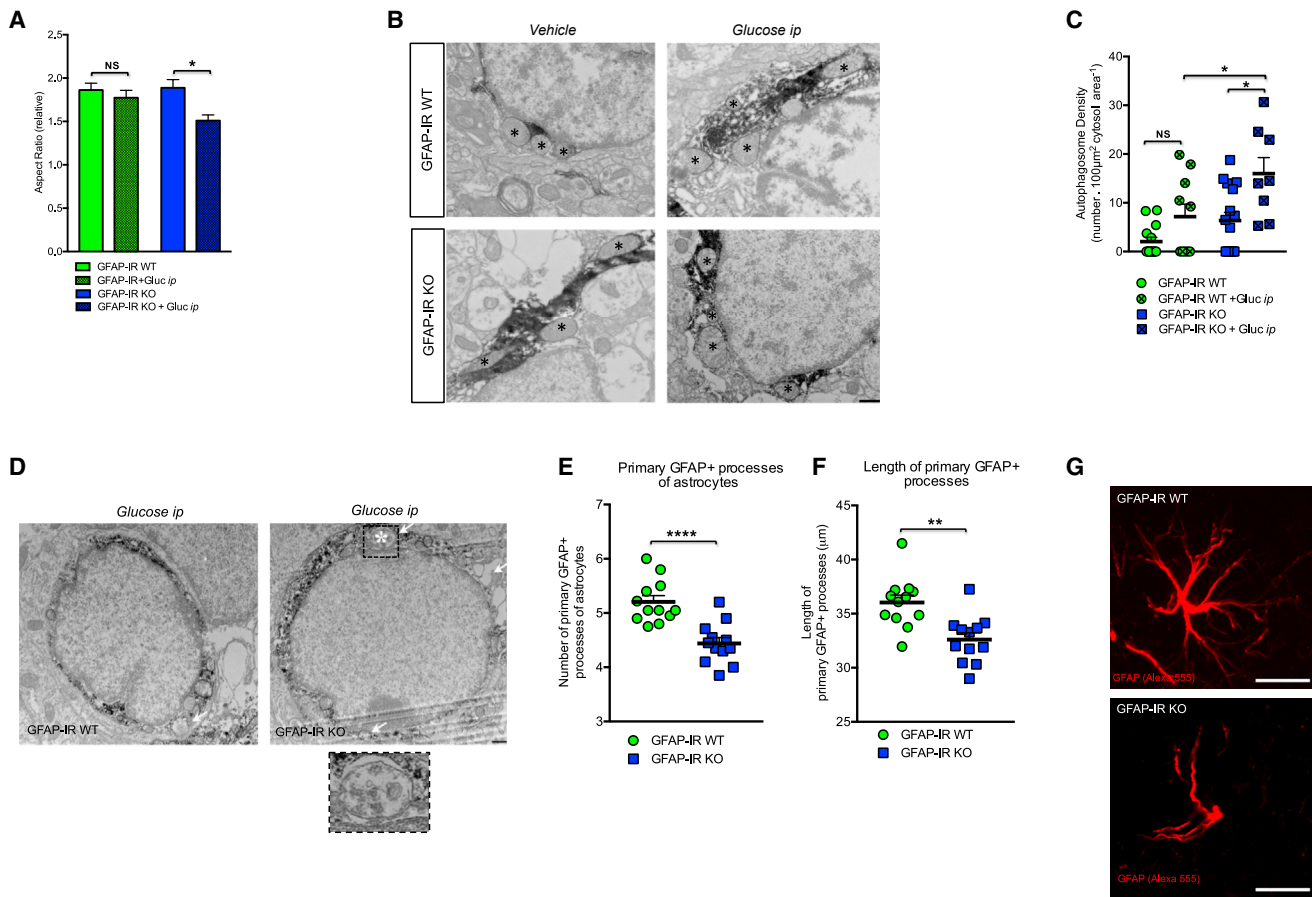 A
NS
*
Aspect Ratio (relative)
2.5
2.0
1.5
1.0
0.5
0.0
GFAP-IR WT
GFAP-IR+Gluc ip
GFAP-IR KO
GFAP-IR KO + Gluc ip
B
Vehicle
Glucose ip
GFAP-IR WT
* * *
* * * *
GFAP-IR KO
* * *
* * * *
C
Autophagosome Density
(number . 100µm² cytosol area⁻¹)
40
30
20
10
0
NS
*
*
GFAP-IR WT
GFAP-IR WT +Gluc ip
GFAP-IR KO
GFAP-IR KO + Gluc ip
D
Glucose ip
Glucose ip
*
GFAP-IR WT
GFAP-IR KO
E
Primary GFAP+ processes
of astrocytes
Number of primary GFAP+
processes of astrocytes
7
6
5
4
3
****
GFAP-IR WT
GFAP-IR KO
F
Length of primary GFAP+
processes
Length of
primary GFAP+ processes (µm)
45
40
35
30
25
**
GFAP-IR WT
GFAP-IR KO
G
GFAP-IR WT
GFAP (Alexa 555)
GFAP-IR KO
GFAP (Alexa 555)